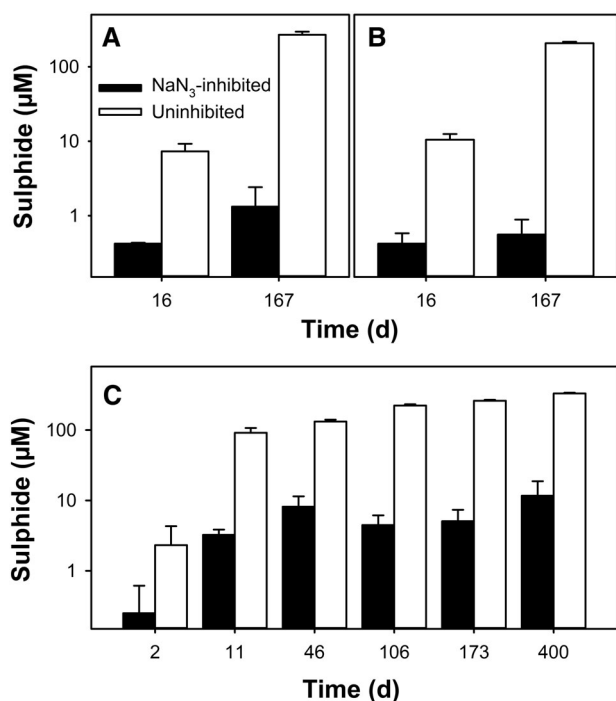 A
B
100
10
1
Sulphide (µM)
NaN₃-inhibited
Uninhibited
16
167
16
167
Time (d)
C
100
10
1
Sulphide (µM)
2
11
46
106
173
400
Time (d)